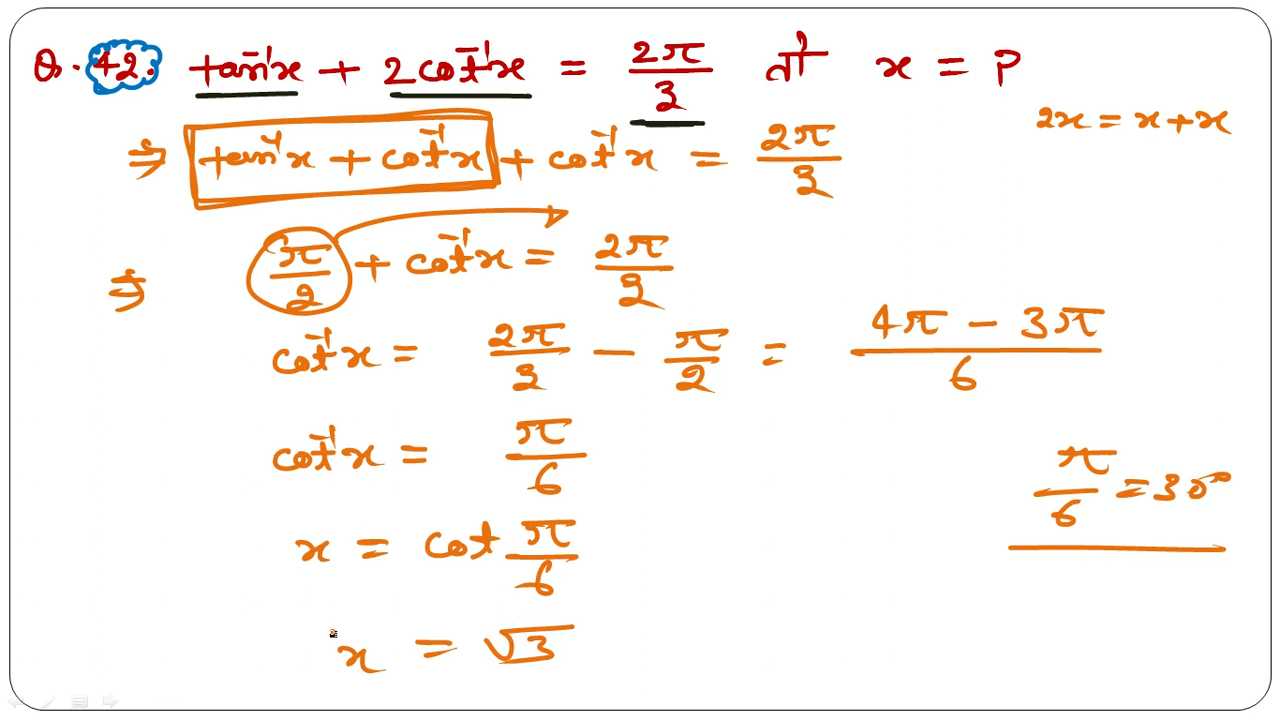 Q. 42. tan⁻¹x + 2cot⁻¹x = 2π/3 तो x = ?
2x = x + x
⇒ tan⁻¹x + cot⁻¹x + cot⁻¹x = 2π/3
⇒ π/2 + cot⁻¹x = 2π/3
cot⁻¹x = 2π/3 − π/2 = (4π − 3π)/6
cot⁻¹x = π/6
π/6 = 30°
x = cot π/6
x = √3